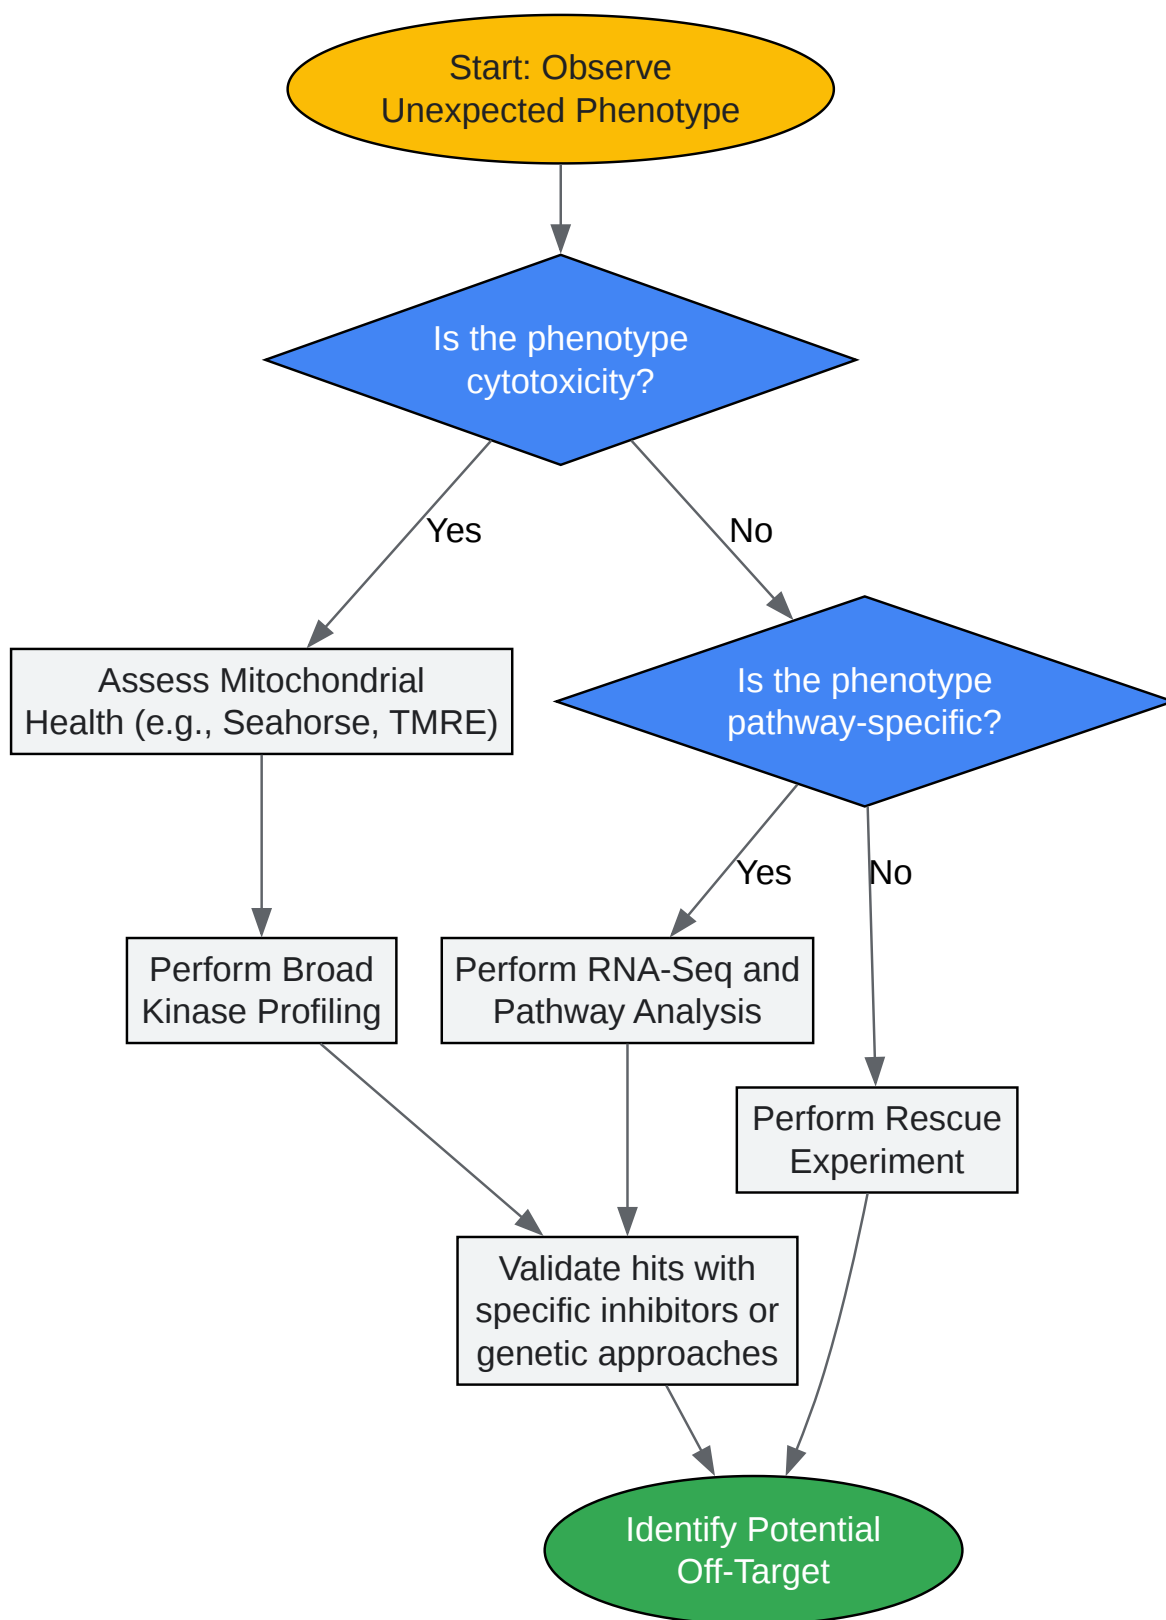 Start: Observe
Unexpected Phenotype
Is the phenotype
cytotoxicity?
Yes
No
Assess Mitochondrial
Health (e.g., Seahorse, TMRE)
Is the phenotype
pathway-specific?
Yes
No
Perform Broad
Kinase Profiling
Perform RNA-Seq and
Pathway Analysis
Perform Rescue
Experiment
Validate hits with
specific inhibitors or
genetic approaches
Identify Potential
Off-Target